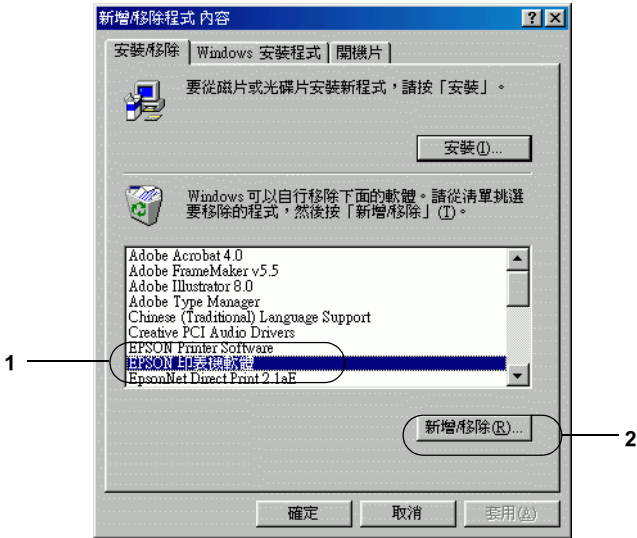 新增/移除程式 內容
安裝/移除
Windows 安裝程式
開機片
要從磁片或光碟片安裝新程式，請按「安裝」。
安裝(I)...
Windows 可以自行移除下面的軟體。請從清單挑選
要移除的程式，然後按「新增/移除」(T)。
Adobe Acrobat 4.0
Adobe FrameMaker v5.5
Adobe Illustrator 8.0
Adobe Type Manager
Chinese (Traditional) Language Support
Creative PCI Audio Drivers
EPSON Printer Software
1
EPSON 印表機軟體
EpsonNet Direct Print 2.1aE
新增/移除(R)...
2
確定
取消
套用(A)